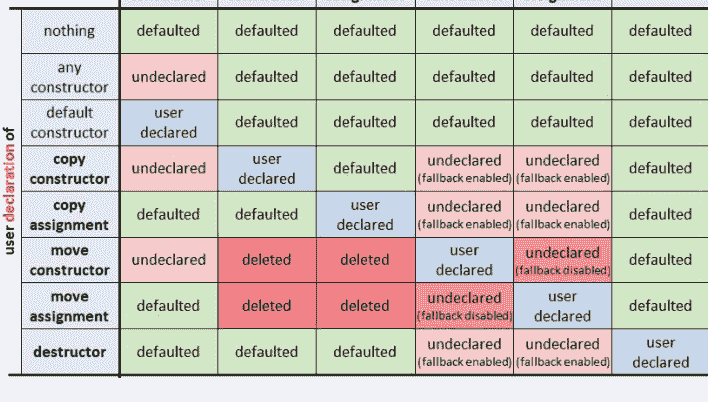 nothing defaulted defaulted defaulted defaulted defaulted defaulted
any constructor undeclared defaulted defaulted defaulted defaulted defaulted
default constructor user declared defaulted defaulted defaulted defaulted defaulted
copy constructor undeclared user declared defaulted undeclared (fallback enabled) undeclared (fallback enabled) defaulted
copy assignment defaulted defaulted user declared undeclared (fallback enabled) undeclared (fallback enabled) defaulted
move constructor undeclared deleted deleted user declared undeclared (fallback disabled) defaulted
move assignment defaulted deleted deleted undeclared (fallback disabled) user declared defaulted
destructor defaulted defaulted defaulted undeclared (fallback enabled) undeclared (fallback enabled) user declared
user declaration of